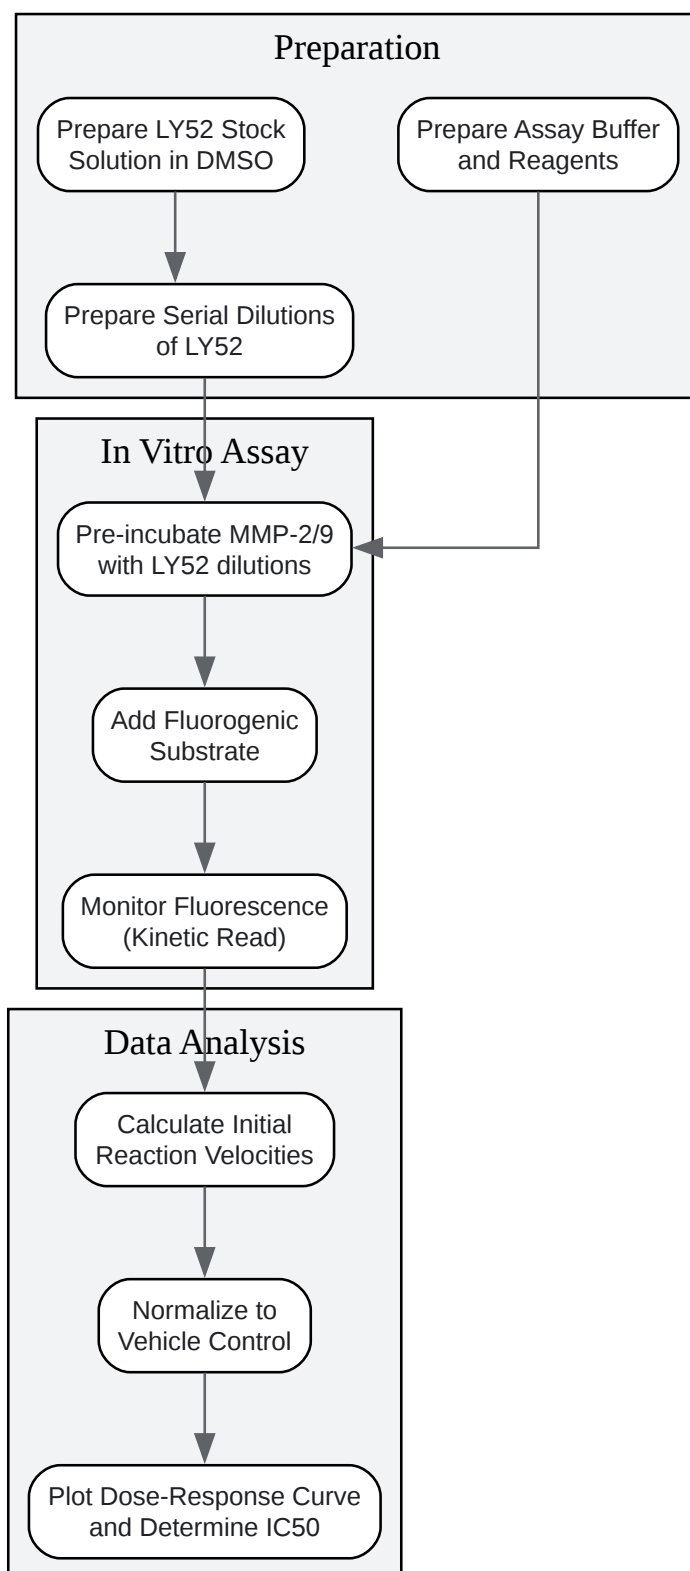 Preparation
Prepare LY52 Stock
Solution in DMSO
Prepare Assay Buffer
and Reagents
Prepare Serial Dilutions
of LY52
In Vitro Assay
Pre-incubate MMP-2/9
with LY52 dilutions
Add Fluorogenic
Substrate
Monitor Fluorescence
(Kinetic Read)
Data Analysis
Calculate Initial
Reaction Velocities
Normalize to
Vehicle Control
Plot Dose-Response Curve
and Determine IC50